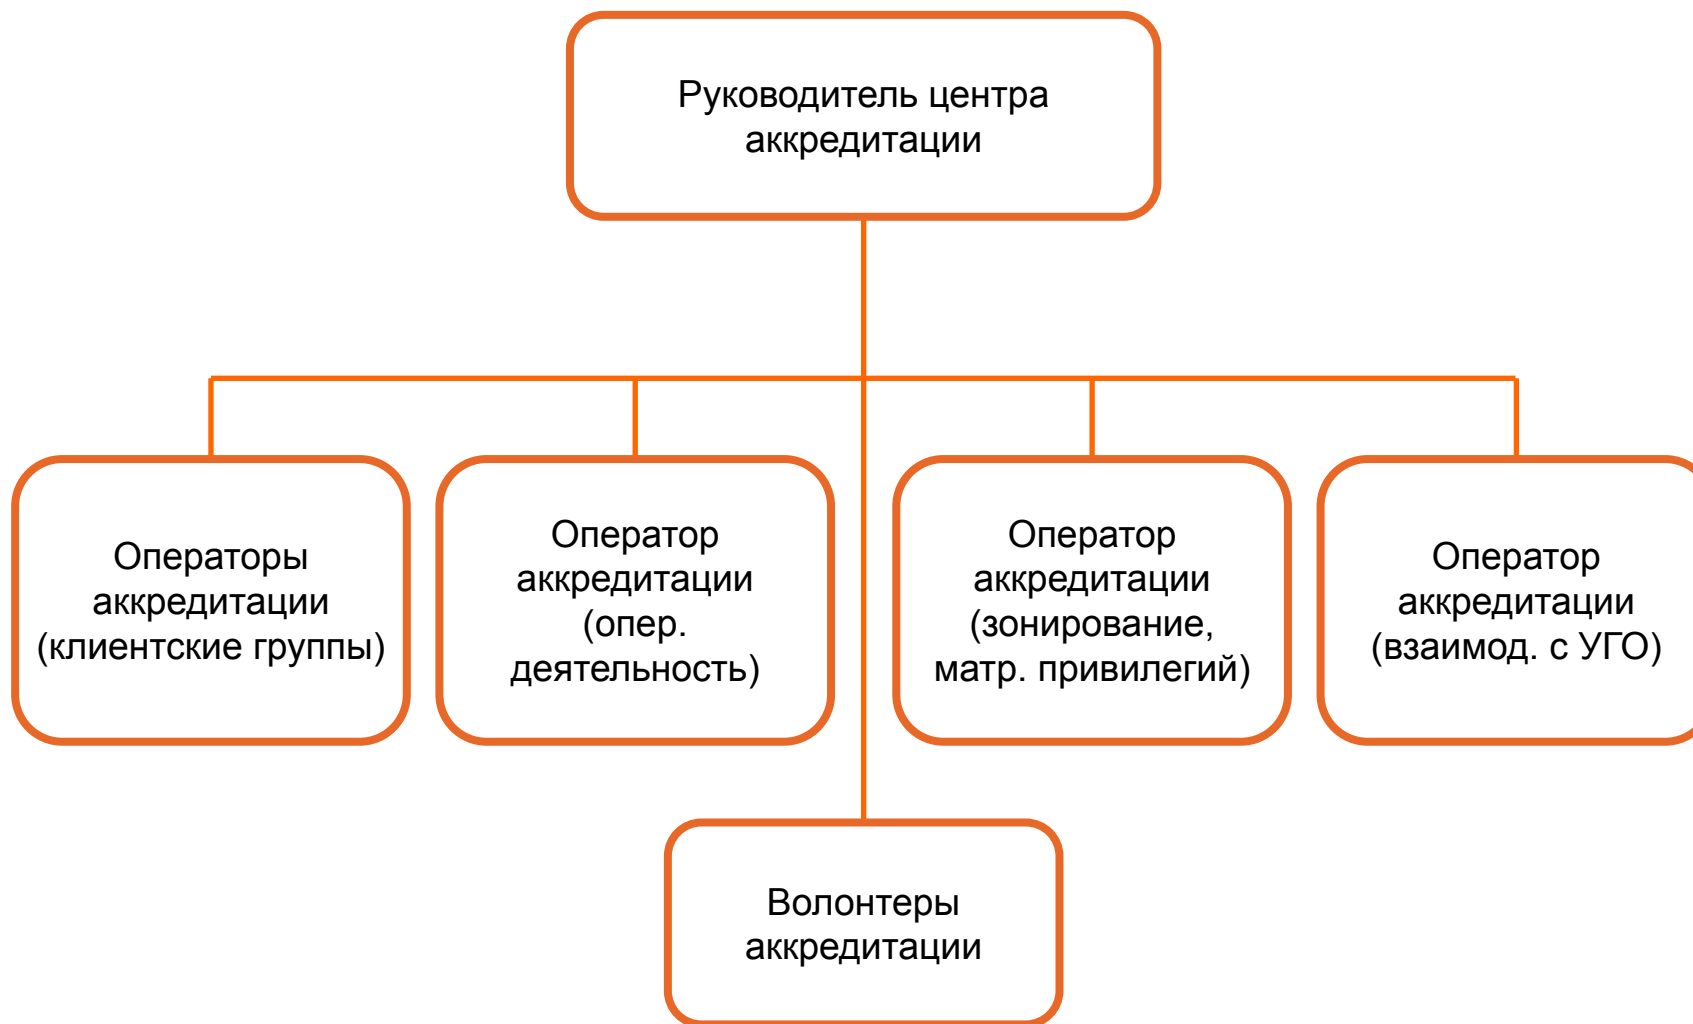 Руководитель центра
аккредитации
Операторы
аккредитации
(клиентские группы)
Оператор
аккредитации
(опер.
деятельность)
Оператор
аккредитации
(зонирование,
матр. привилегий)
Оператор
аккредитации
(взаимод. с УГО)
Волонтеры
аккредитации